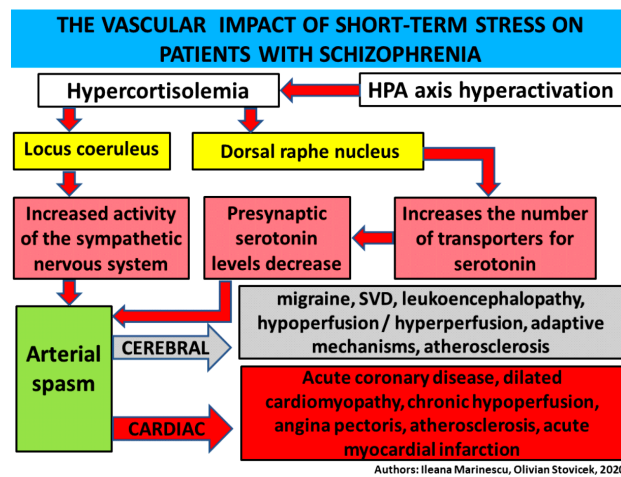 THE VASCULAR IMPACT OF SHORT-TERM STRESS ON
PATIENTS WITH SCHIZOPHRENIA
Hypercortisolemia
HPA axis hyperactivation
Locus coeruleus
Dorsal raphe nucleus
Increased activity
of the sympathetic
nervous system
Presynaptic
serotonin
levels decrease
Increases the number
of transporters for
serotonin
Arterial
spasm
CEREBRAL
migraine, SVD, leukoencephalopathy,
hypoperfusion / hyperperfusion, adaptive
mechanisms, atherosclerosis
CARDIAC
Acute coronary disease, dilated
cardiomyopathy, chronic hypoperfusion,
angina pectoris, atherosclerosis, acute
myocardial infarction
Authors: Ileana Marinescu, Olivian Stovicek, 2020